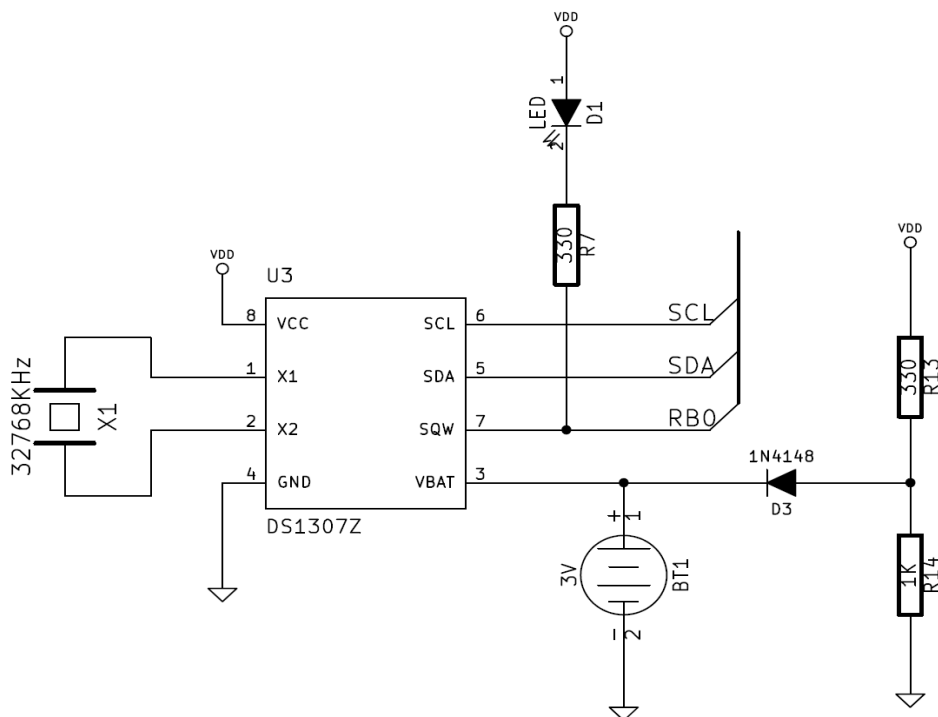 VDD
1
LED
D1
2
330
R7
VDD
VDD
U3
8 VCC SCL 6 SCL
1 X1 SDA 5 SDA
2 X2 SQW 7 RB0
4 GND VBAT 3
DS1307Z
32768KHz
X1
1N4148
D3
330
R13
1K
R14
+ 1
3V
BT1
- 2